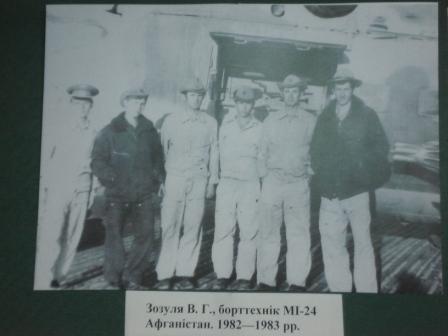 Зозуля В. Г., борттехнік МІ-24
Афганістан. 1982—1983 рр.